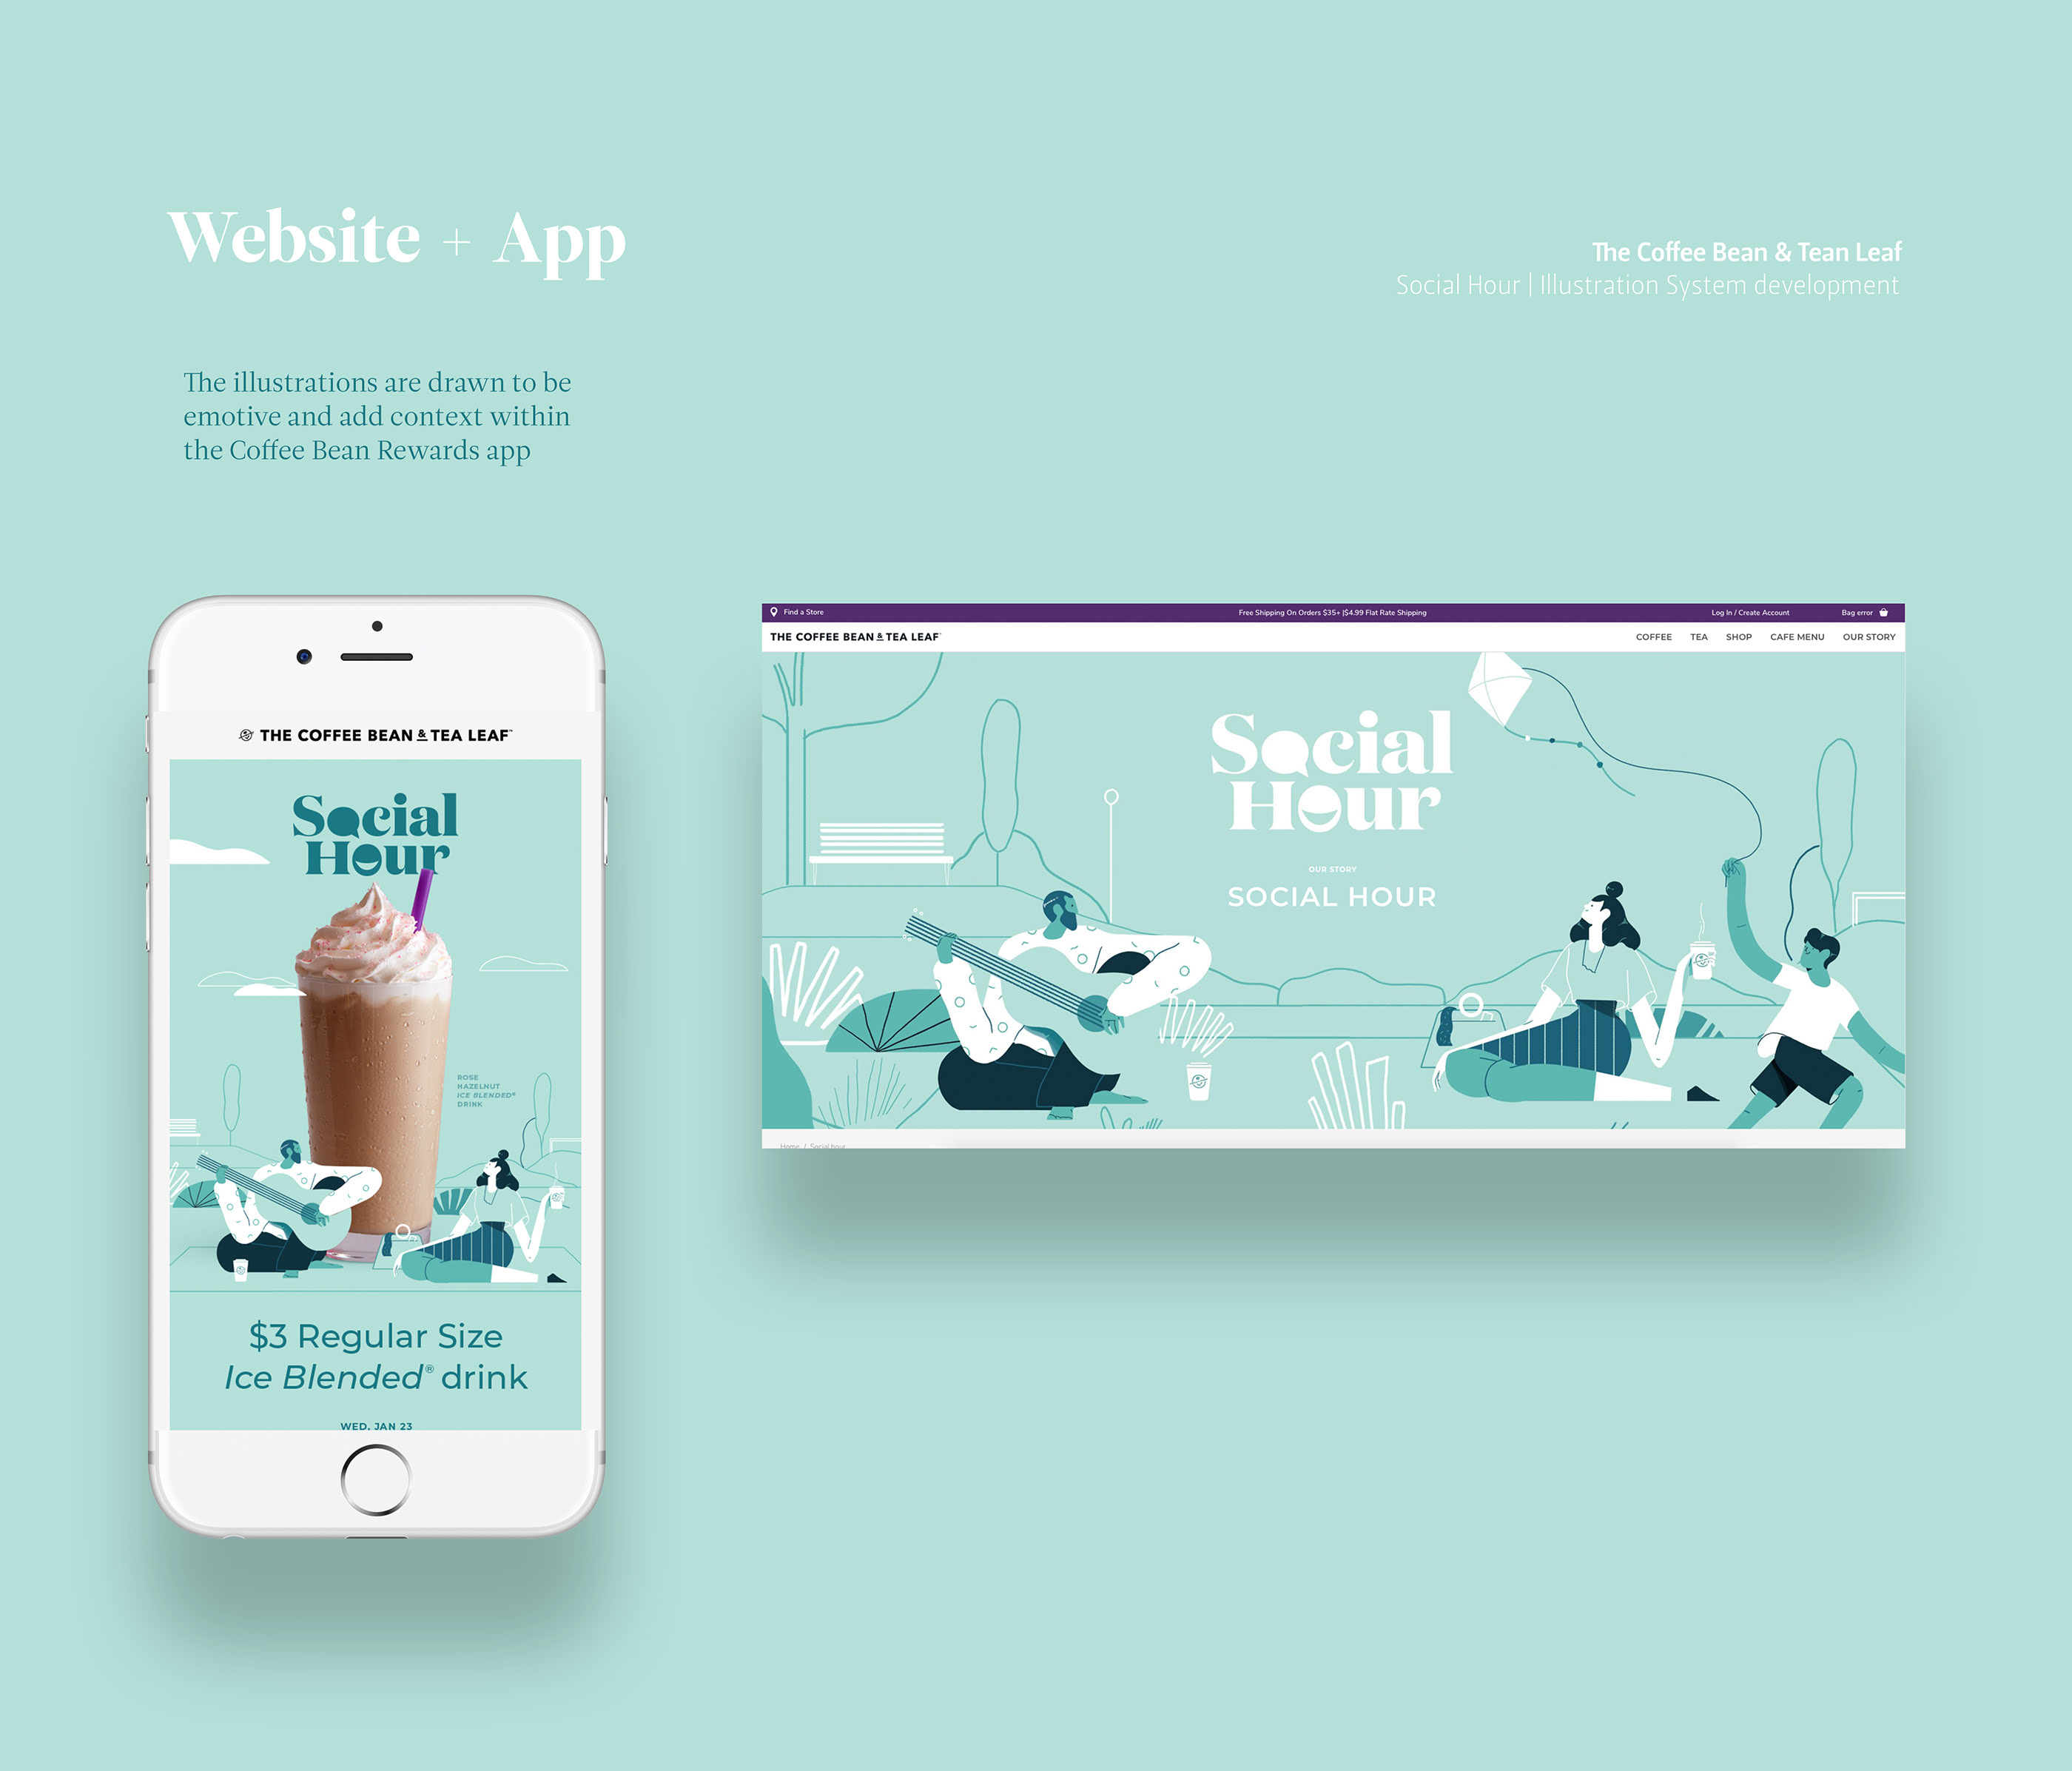 Website + App
The Coffee Bean & Tean Leaf
Social Hour | Illustration System development
The illustrations are drawn to be
emotive and add context within
the Coffee Bean Rewards app
THE COFFEE BEAN & TEA LEAF™
Social
Hour
ROSE
HAZELNUT
ICE BLENDED®
DRINK
$3 Regular Size
Ice Blended® drink
WED. JAN 23
Find a Store
Free Shipping On Orders $35+ |$4.99 Flat Rate Shipping
Log In / Create Account
Bag error
THE COFFEE BEAN & TEA LEAF™
COFFEE TEA SHOP CAFE MENU OUR STORY
Social
Hour
OUR STORY
SOCIAL HOUR
Home / Social hour